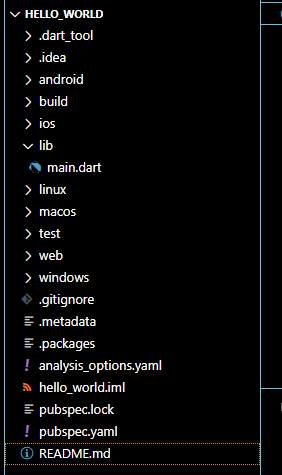 HELLO_WORLD
.dart_tool
.idea
android
build
ios
lib
main.dart
linux
macos
test
web
windows
.gitignore
.metadata
.packages
analysis_options.yaml
hello_world.iml
pubspec.lock
pubspec.yaml
README.md